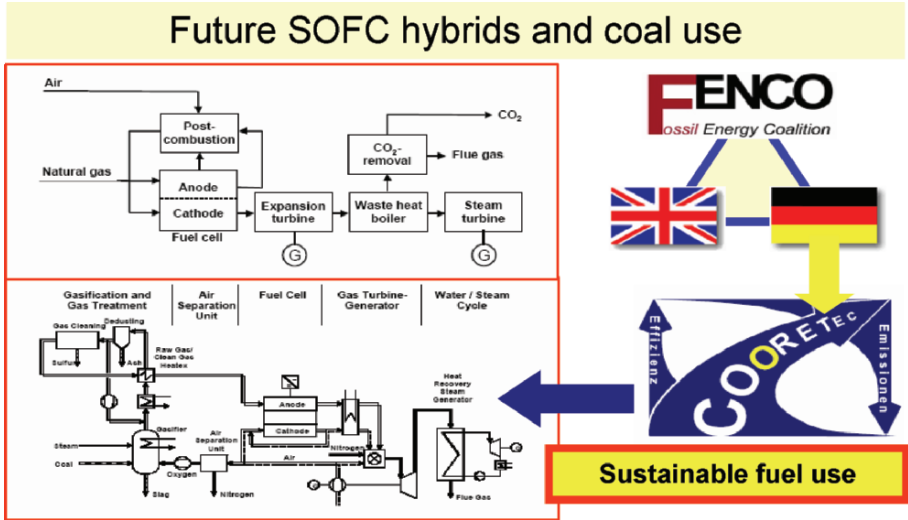 Future SOFC hybrids and coal use
Air
Post-
combustion
Natural gas
Anode
Cathode
Fuel cell
Expansion
turbine
G
Waste heat
boiler
CO2-
removal
CO2
Flue gas
Steam
turbine
G
FENCO
Fossil Energy Coalition
Gasification and
Gas Treatment
Air
Separation
Unit
Fuel Cell
Gas Turbine-
Generator
Water / Steam
Cycle
Gas Cleaning
Dedusting
Sulfur
Ash
Raw Gas/
Clean Gas
Heatex
Gasifier
Steam
Coal
Slag
Oxygen
Air
Separation
Unit
Nitrogen
Anode
Cathode
Air
Nitrogen
Heat
Recovery
Steam
Generator
Flue Gas
Effizienz
COORETEC
Emissionen
Sustainable fuel use